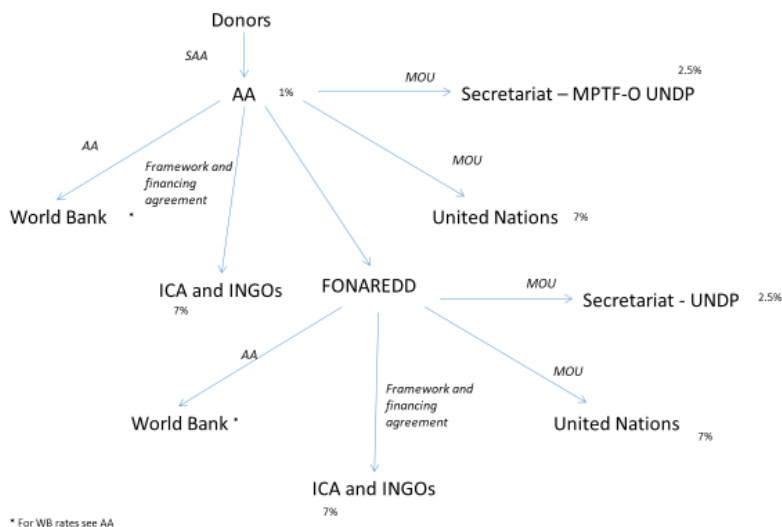 Donors
SAA
2.5%
MOU
AA 1%
Secretariat – MPTF-O UNDP
AA
Framework and
financing
agreement
MOU
World Bank *
United Nations 7%
FONAREDD
ICA and INGOs
7%
MOU
Secretariat - UNDP 2.5%
AA
MOU
Framework and
financing
agreement
World Bank *
United Nations
7%
ICA and INGOs
7%
* For WB rates see AA